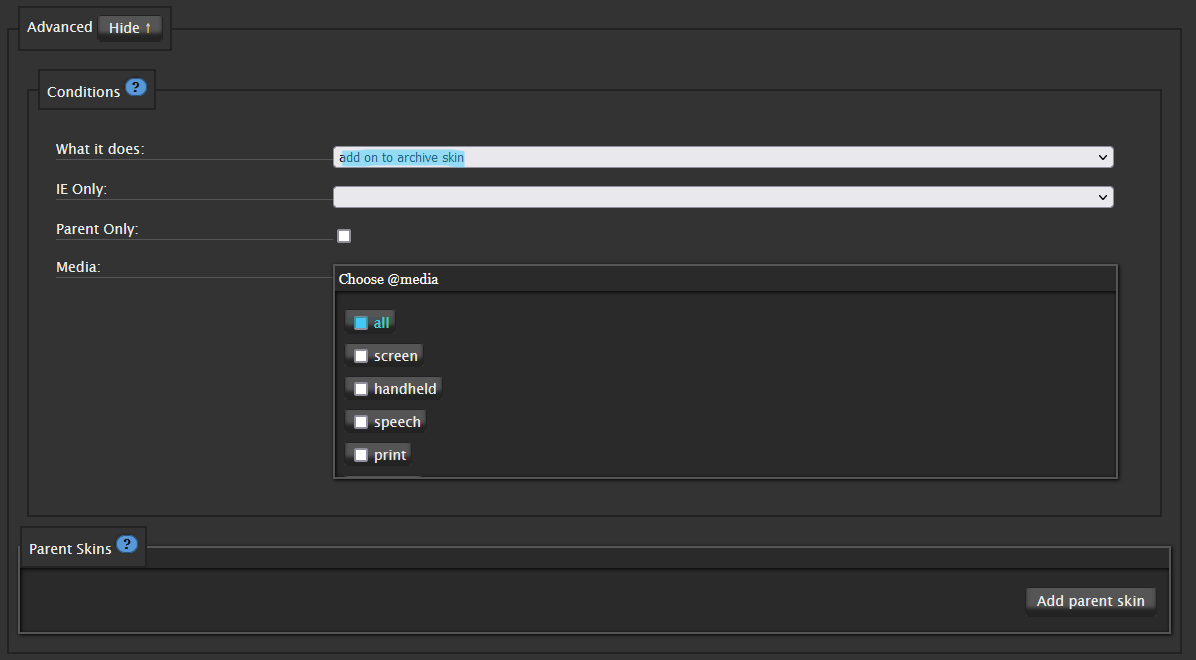 Advanced Hide ↑
Conditions ?
What it does: add on to archive skin
IE Only:
Parent Only:
Media:
Choose @media
all
screen
handheld
speech
print
Parent Skins ?
Add parent skin